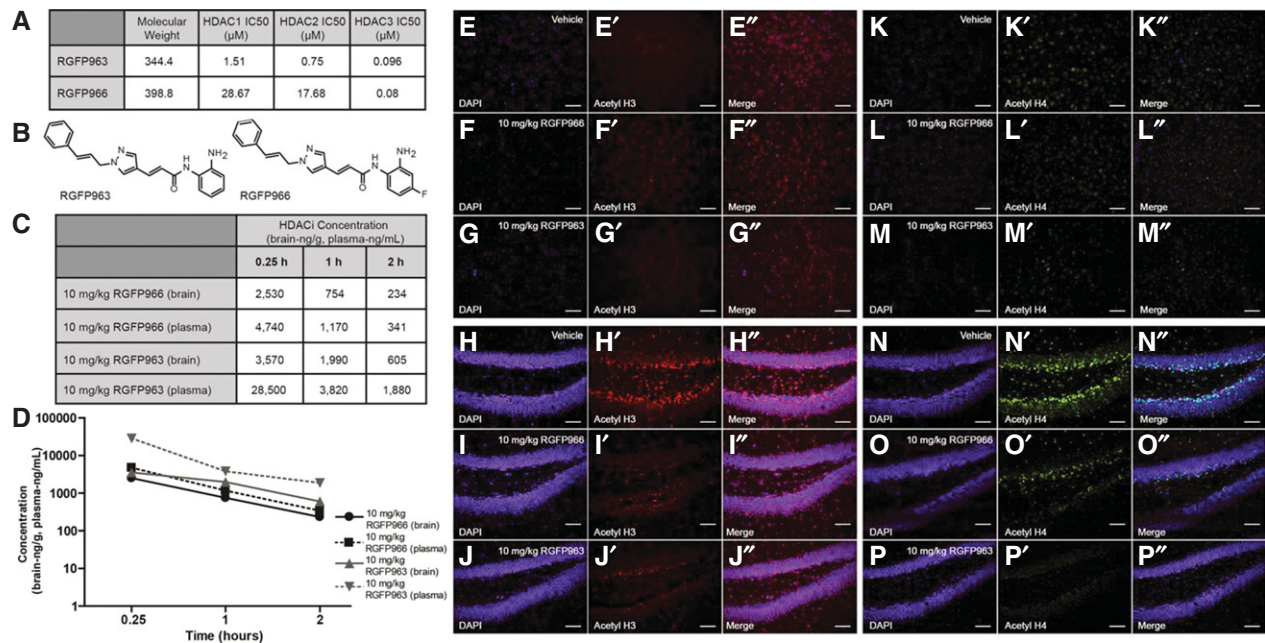 A
Molecular Weight
HDAC1 IC50 (µM)
HDAC2 IC50 (µM)
HDAC3 IC50 (µM)
RGFP963 344.4 1.51 0.75 0.096
RGFP966 398.8 28.67 17.68 0.08
B
N
N
H
N
NH2
O
RGFP963
N
N
H
N
NH2
O
F
RGFP966
C
HDACi Concentration
(brain-ng/g, plasma-ng/mL)
0.25 h 1 h 2 h
10 mg/kg RGFP966 (brain) 2,530 754 234
10 mg/kg RGFP966 (plasma) 4,740 1,170 341
10 mg/kg RGFP963 (brain) 3,570 1,990 605
10 mg/kg RGFP963 (plasma) 28,500 3,820 1,880
D
Concentration
(brain-ng/g, plasma-ng/mL)
100000
10000
1000
100
10
1
0.25 1 2
Time (hours)
10 mg/kg
RGFP966 (brain)
10 mg/kg
RGFP966 (plasma)
10 mg/kg
RGFP963 (brain)
10 mg/kg
RGFP963 (plasma)
E Vehicle
DAPI
E′
Acetyl H3
E″
Merge
F 10 mg/kg RGFP966
DAPI
F′
Acetyl H3
F″
Merge
G 10 mg/kg RGFP963
DAPI
G′
Acetyl H3
G″
Merge
H Vehicle
DAPI
H′
Acetyl H3
H″
Merge
I 10 mg/kg RGFP966
DAPI
I′
Acetyl H3
I″
Merge
J 10 mg/kg RGFP963
DAPI
J′
Acetyl H3
J″
Merge
K Vehicle
DAPI
K′
Acetyl H4
K″
Merge
L 10 mg/kg RGFP966
DAPI
L′
Acetyl H4
L″
Merge
M 10 mg/kg RGFP963
DAPI
M′
Acetyl H4
M″
Merge
N Vehicle
DAPI
N′
Acetyl H4
N″
Merge
O 10 mg/kg RGFP966
DAPI
O′
Acetyl H4
O″
Merge
P 10 mg/kg RGFP963
DAPI
P′
Acetyl H4
P″
Merge